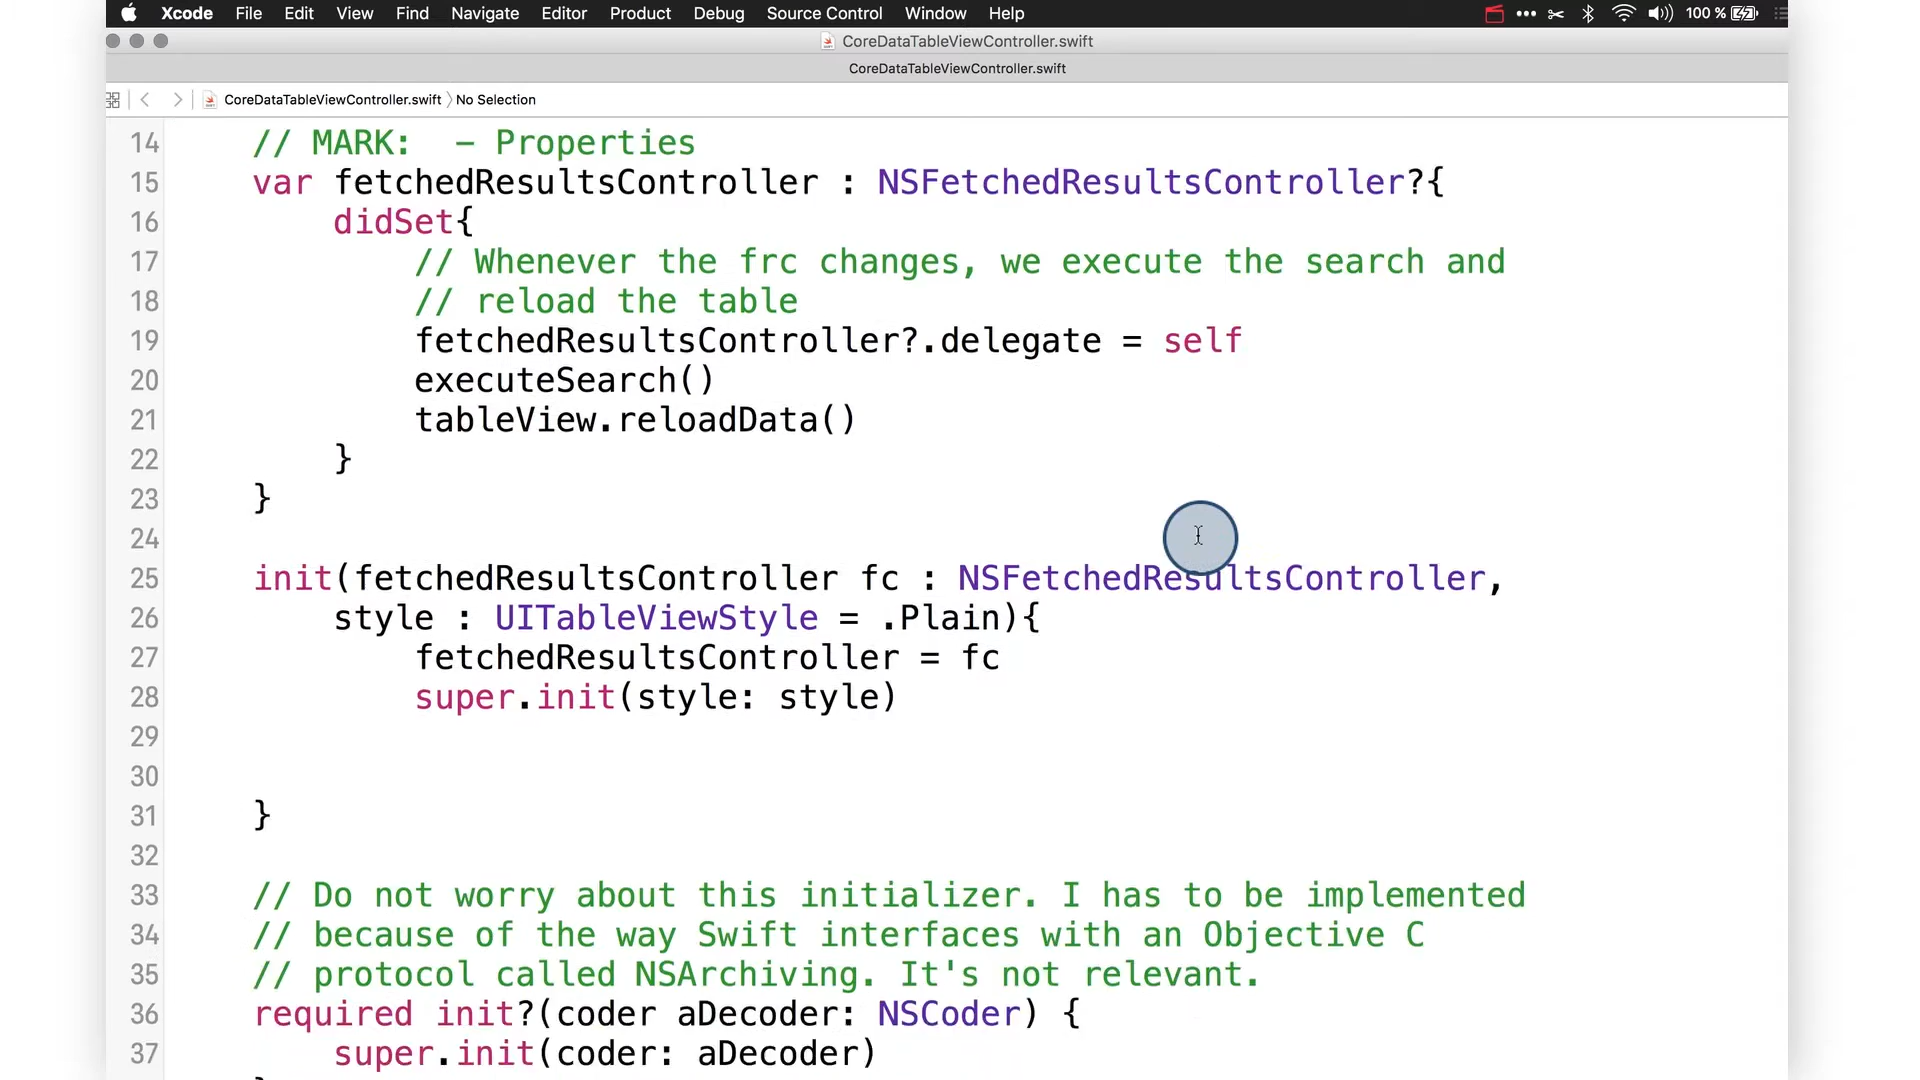 Xcode File Edit View Find Navigate Editor Product Debug Source Control Window Help 100 %
CoreDataTableViewController.swift
CoreDataTableViewController.swift
CoreDataTableViewController.swift No Selection
14 // MARK:  - Properties
15 var fetchedResultsController : NSFetchedResultsController?{
16 didSet{
17 // Whenever the frc changes, we execute the search and
18 // reload the table
19 fetchedResultsController?.delegate = self
20 executeSearch()
21 tableView.reloadData()
22 }
23 }
24
25 init(fetchedResultsController fc : NSFetchedResultsController,
26 style : UITableViewStyle = .Plain){
27 fetchedResultsController = fc
28 super.init(style: style)
29
30
31 }
32
33 // Do not worry about this initializer. I has to be implemented
34 // because of the way Swift interfaces with an Objective C
35 // protocol called NSArchiving. It's not relevant.
36 required init?(coder aDecoder: NSCoder) {
37 super.init(coder: aDecoder)